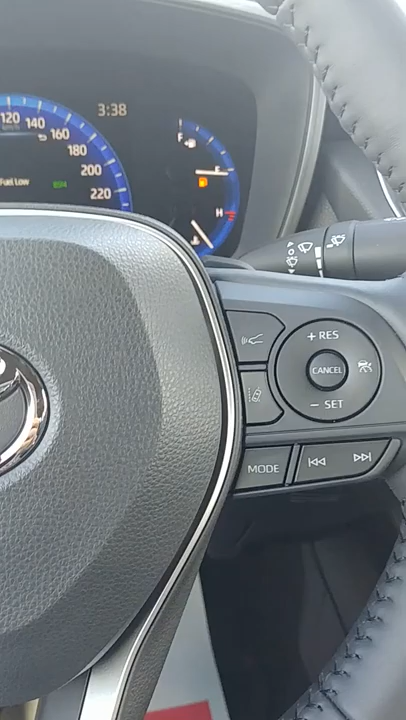 3:38
120
140
160
180
200
220
Fuel Low
F
E
H
+ RES
CANCEL
− SET
MODE